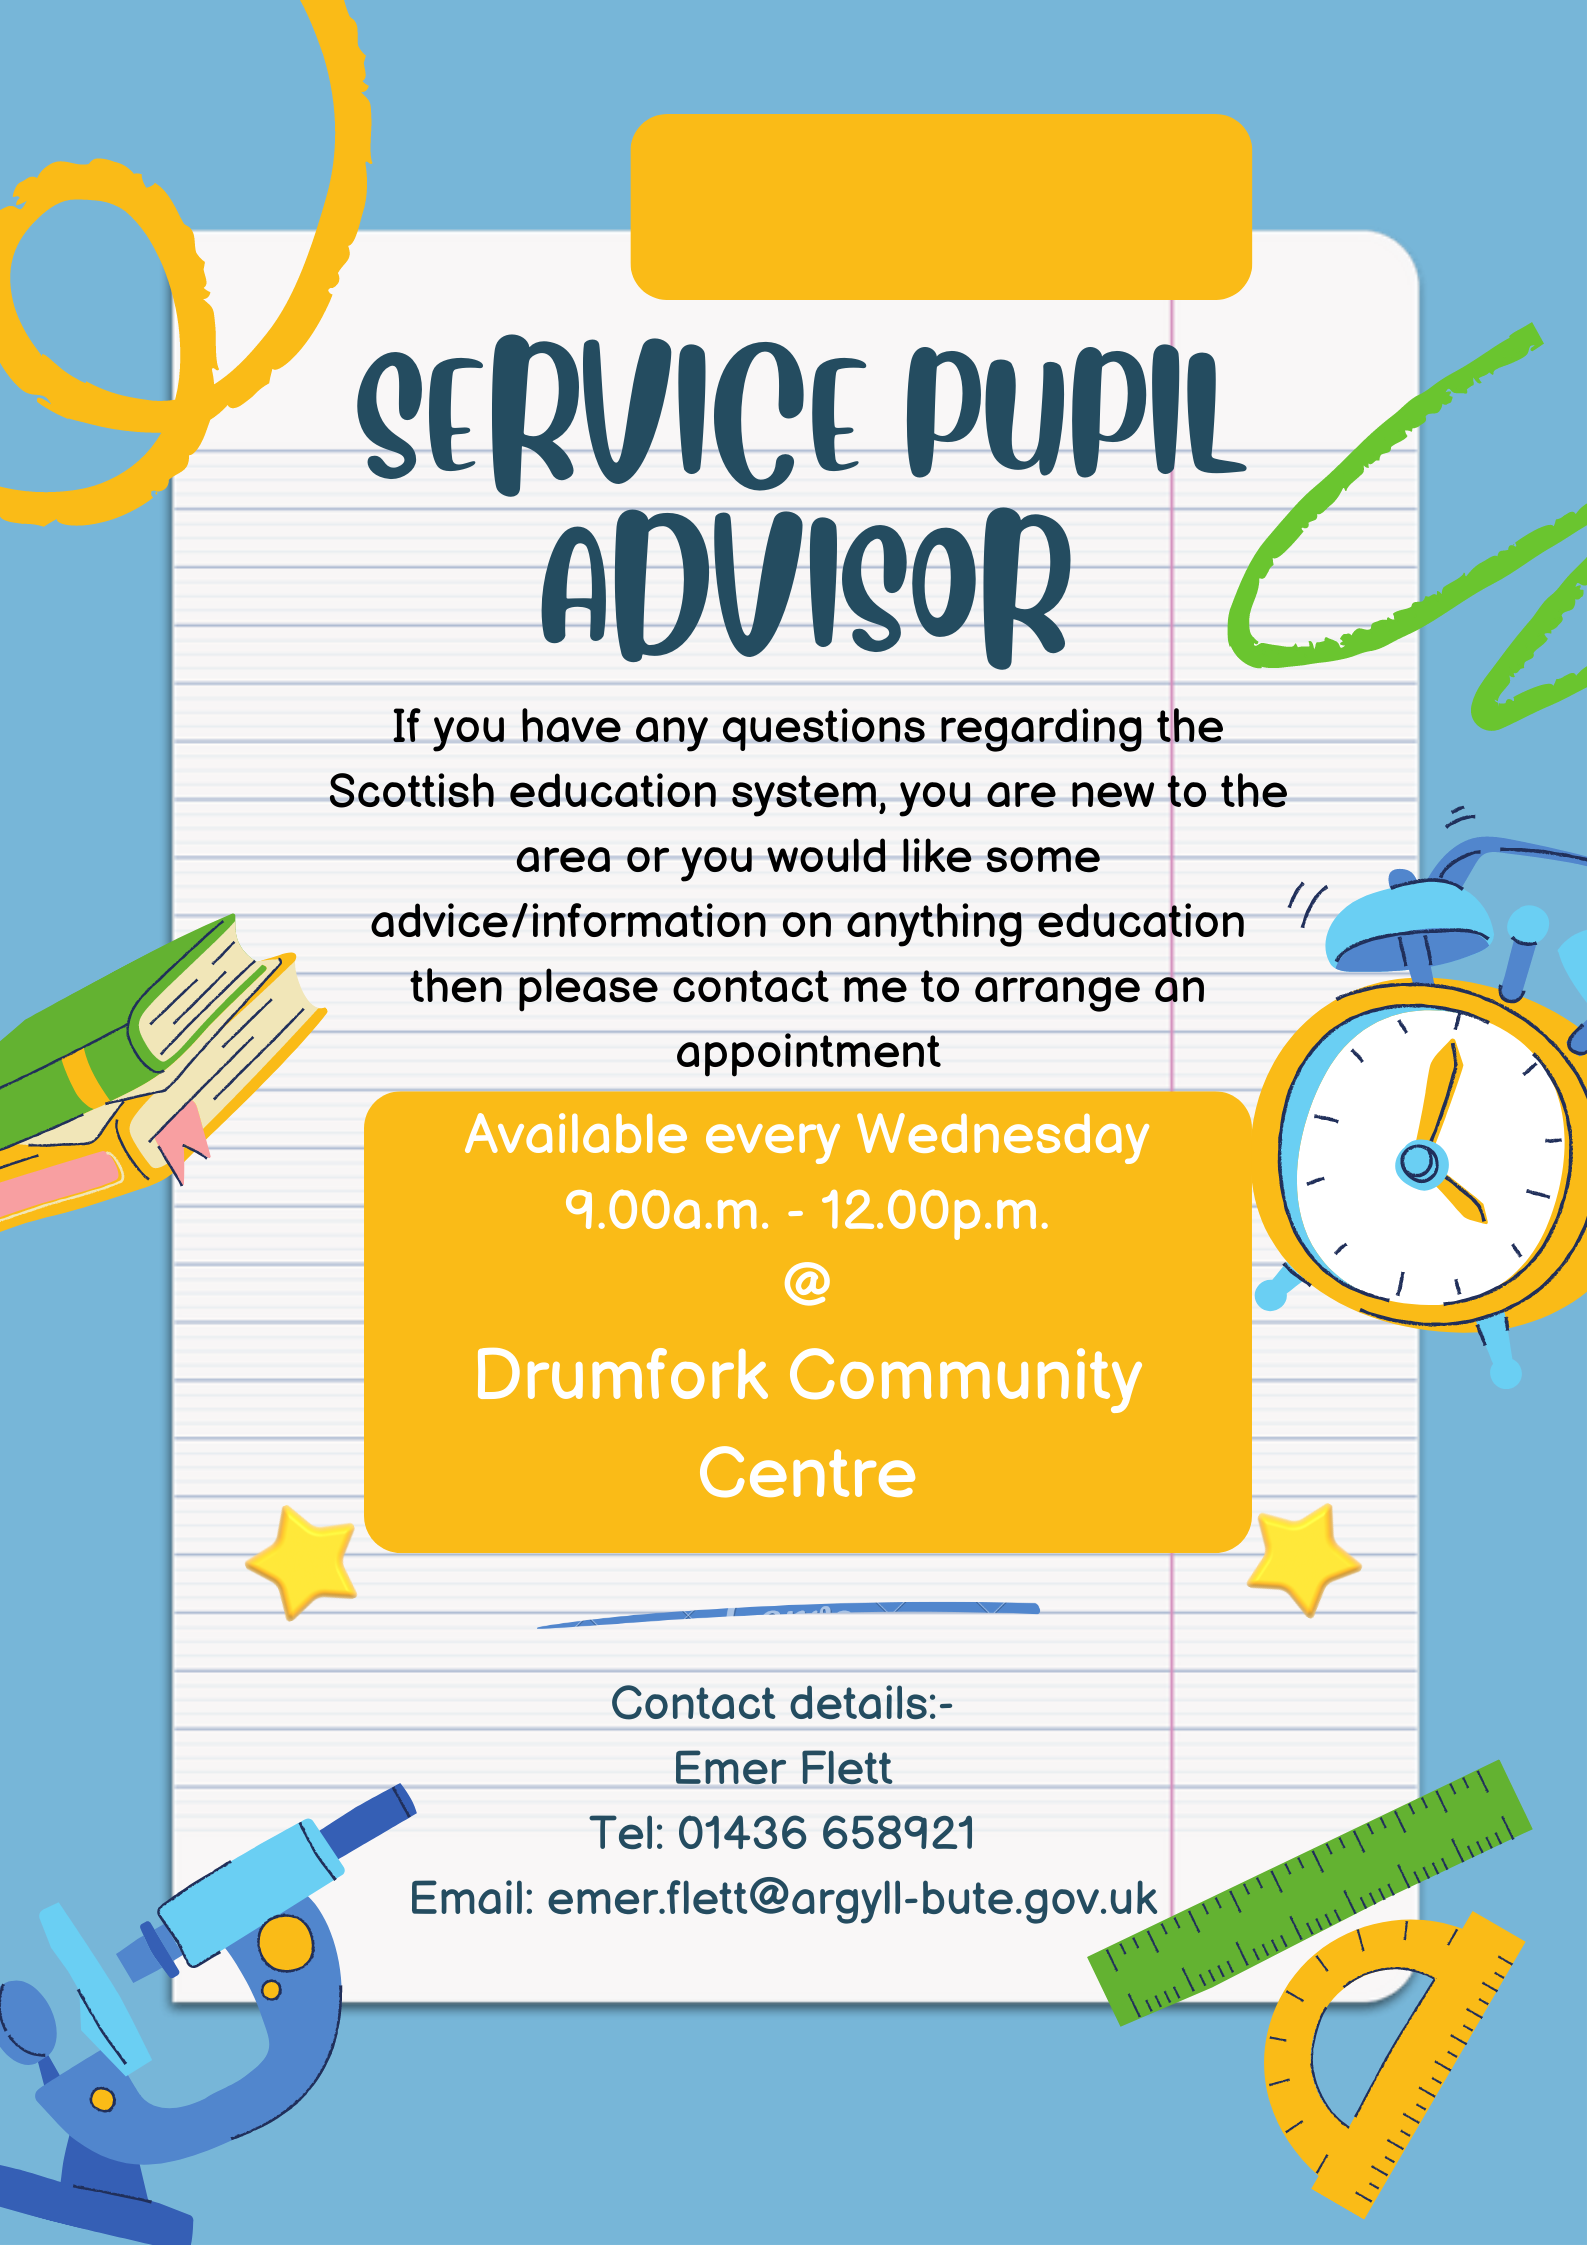 SERVICE PUPIL
ADVISOR
If you have any questions regarding the
Scottish education system, you are new to the
area or you would like some
advice/information on anything education
then please contact me to arrange an
appointment
Available every Wednesday
9.00a.m. - 12.00p.m.
@
Drumfork Community
Centre
Contact details:-
Emer Flett
Tel: 01436 658921
Email: emer.flett@argyll-bute.gov.uk